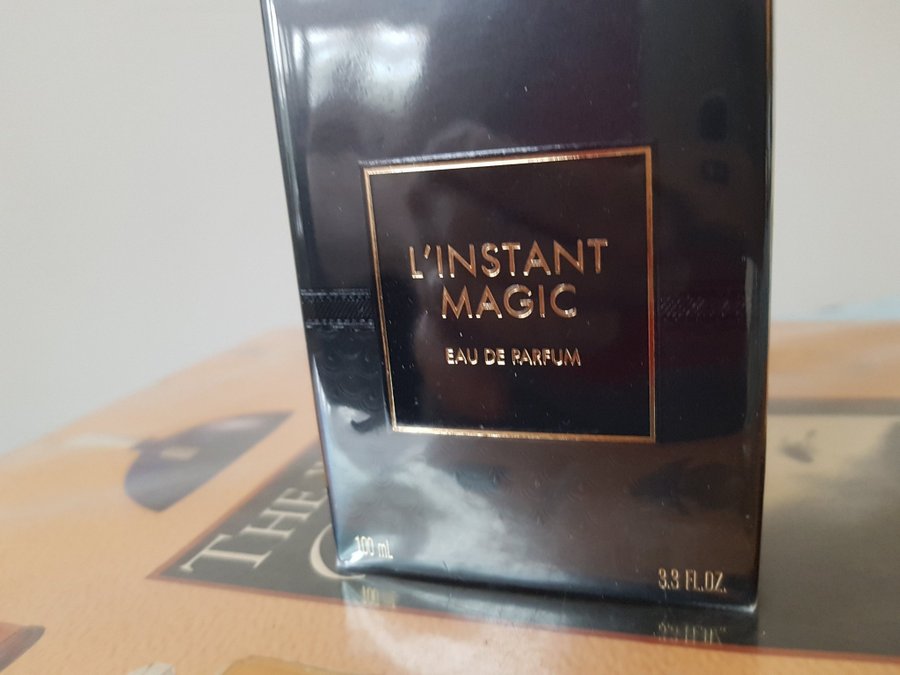 L'INSTANT
MAGIC
EAU DE PARFUM
100 mL
3.3 FL.OZ.
THE